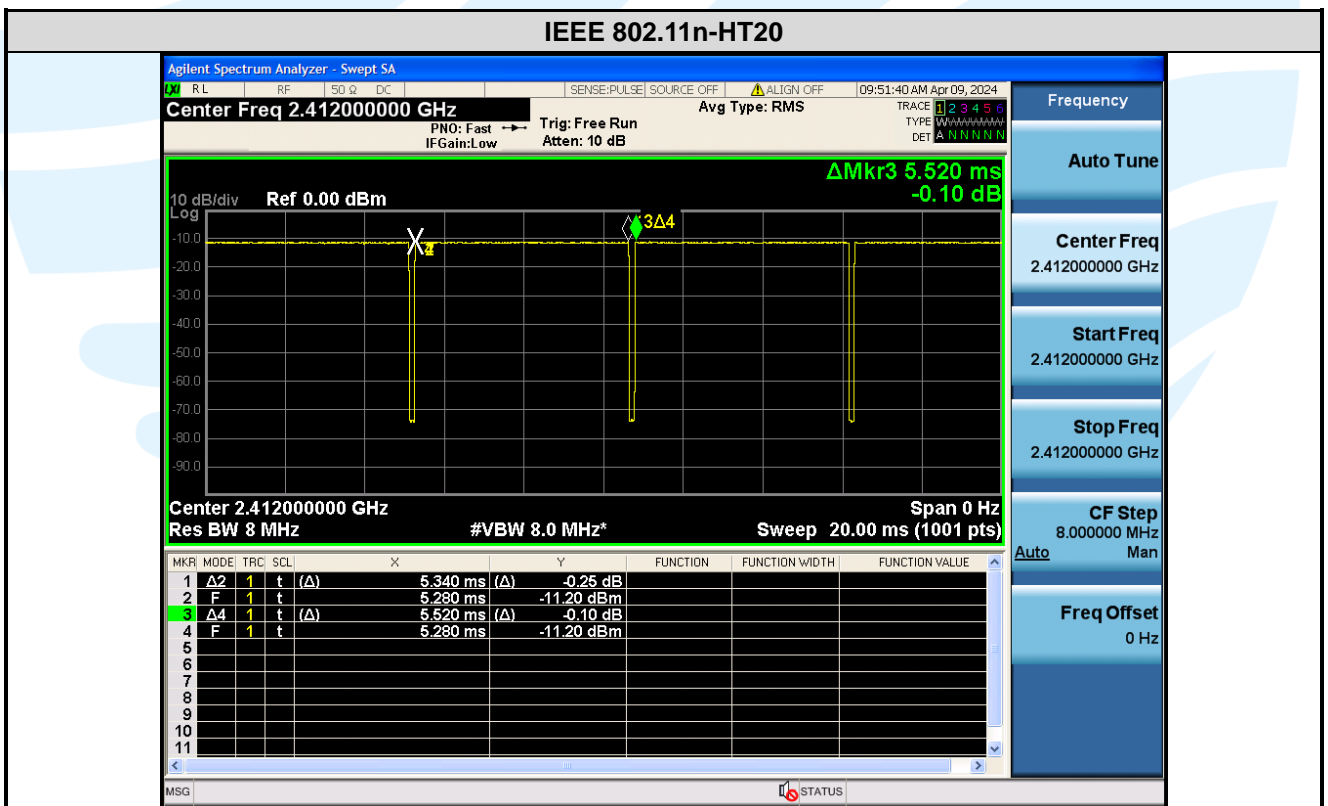 IEEE 802.11n-HT20
Agilent Spectrum Analyzer - Swept SA
LXI RL RF 50 Ω DC SENSE:PULSE SOURCE OFF ALIGN OFF 09:51:40 AM Apr 09, 2024
Center Freq 2.412000000 GHz Avg Type: RMS TRACE 1 2 3 4 5 6
PNO: Fast Trig: Free Run TYPE WWWWWW
IFGain:Low Atten: 10 dB DET A N N N N N
ΔMkr3 5.520 ms
-0.10 dB
10 dB/div Ref 0.00 dBm
Log
3Δ4
-10.0
4
-20.0
-30.0
-40.0
-50.0
-60.0
-70.0
-80.0
-90.0
Center 2.412000000 GHz Span 0 Hz
Res BW 8 MHz #VBW 8.0 MHz* Sweep 20.00 ms (1001 pts)
MKR MODE TRC SCL X Y FUNCTION FUNCTION WIDTH FUNCTION VALUE
1 Δ2 1 t (Δ) 5.340 ms (Δ) -0.25 dB
2 F 1 t 5.280 ms -11.20 dBm
3 Δ4 1 t (Δ) 5.520 ms (Δ) -0.10 dB
4 F 1 t 5.280 ms -11.20 dBm
5
6
7
8
9
10
11
MSG STATUS
Frequency
Auto Tune
Center Freq
2.412000000 GHz
Start Freq
2.412000000 GHz
Stop Freq
2.412000000 GHz
CF Step
8.000000 MHz
Auto Man
Freq Offset
0 Hz